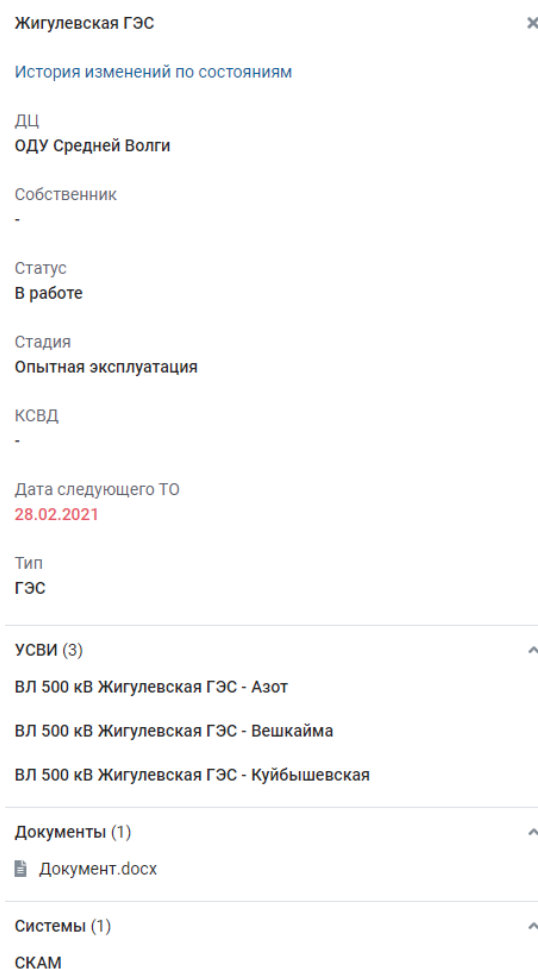 Жигулевская ГЭС
История изменений по состояниям
ДЦ
ОДУ Средней Волги
Собственник
-
Статус
В работе
Стадия
Опытная эксплуатация
КСВД
-
Дата следующего ТО
28.02.2021
Тип
ГЭС
УСВИ (3)
ВЛ 500 кВ Жигулевская ГЭС - Азот
ВЛ 500 кВ Жигулевская ГЭС - Вешкайма
ВЛ 500 кВ Жигулевская ГЭС - Куйбышевская
Документы (1)
Документ.docx
Системы (1)
СКАМ